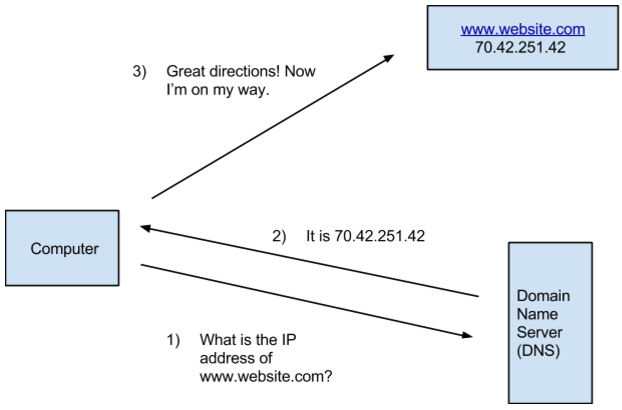 www.website.com
70.42.251.42
3) Great directions! Now
I'm on my way.
Computer
2) It is 70.42.251.42
Domain
Name
Server
(DNS)
1) What is the IP
address of
www.website.com?